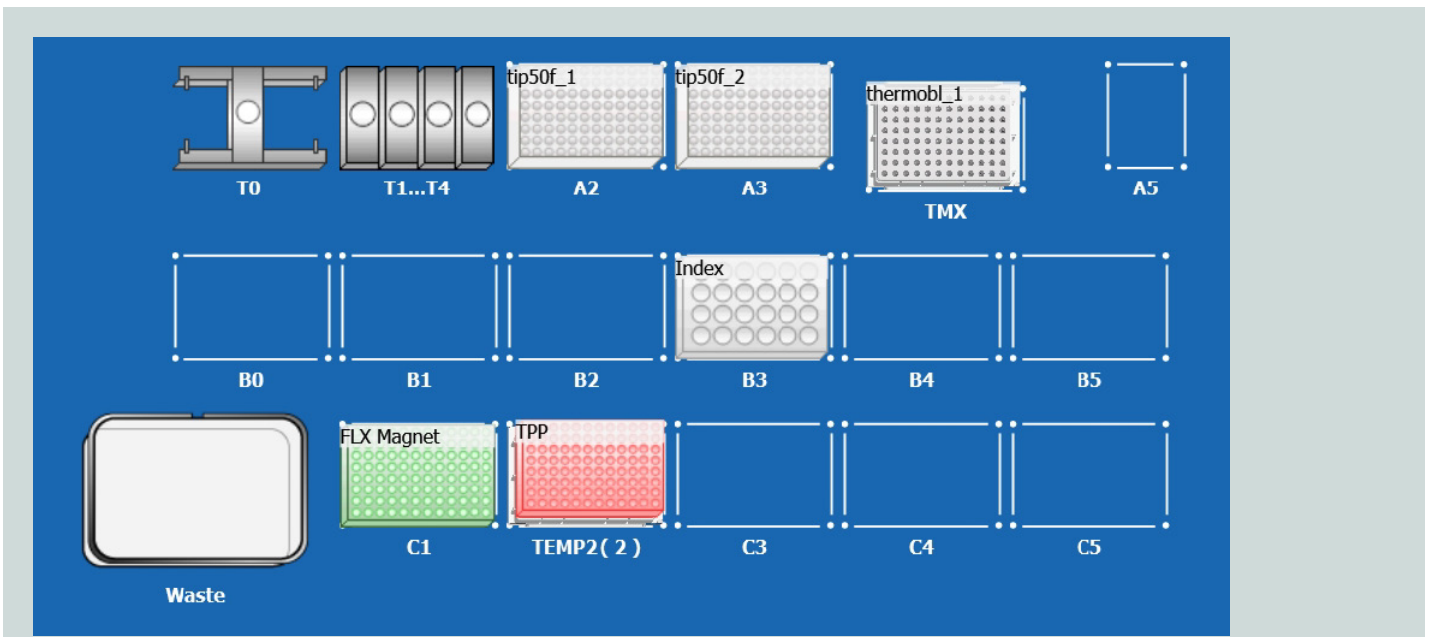 tip50f_1
tip50f_2
thermobl_1
T0
T1...T4
A2
A3
TMX
A5
Index
B0
B1
B2
B3
B4
B5
FLX Magnet
TPP
C1
TEMP2( 2 )
C3
C4
C5
Waste